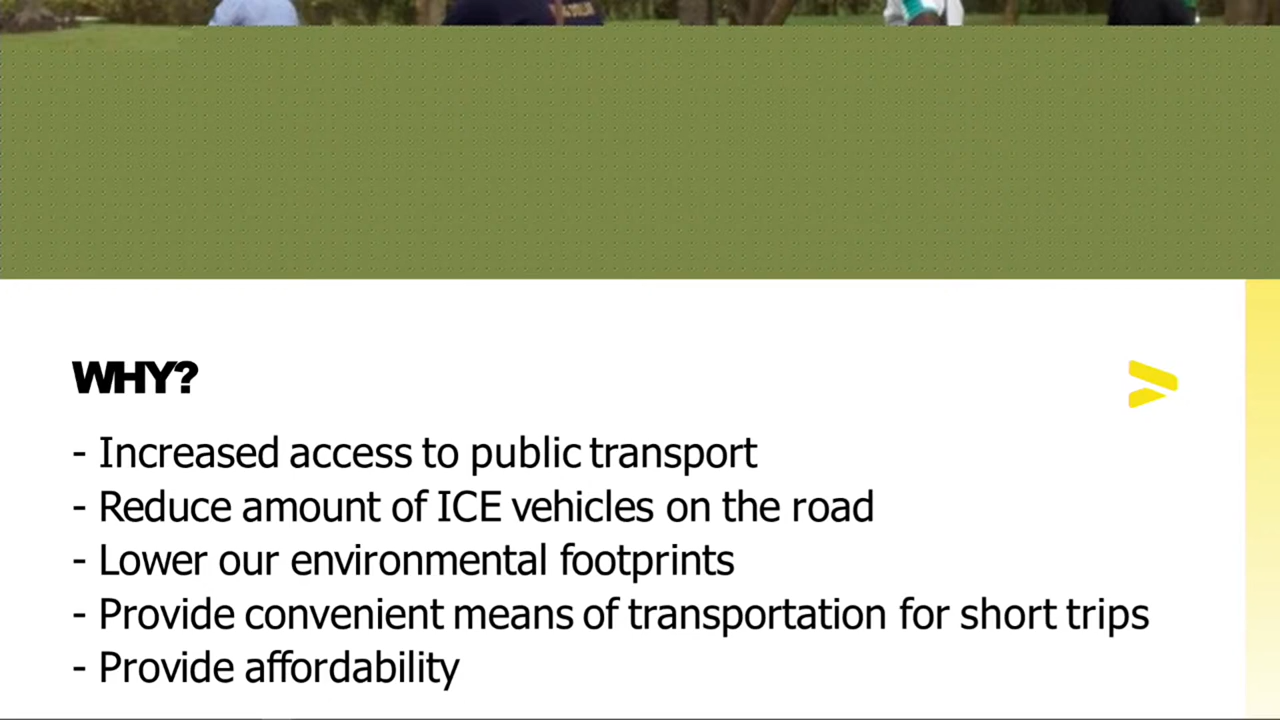 WHY?
- Increased access to public transport
- Reduce amount of ICE vehicles on the road
- Lower our environmental footprints
- Provide convenient means of transportation for short trips
- Provide affordability